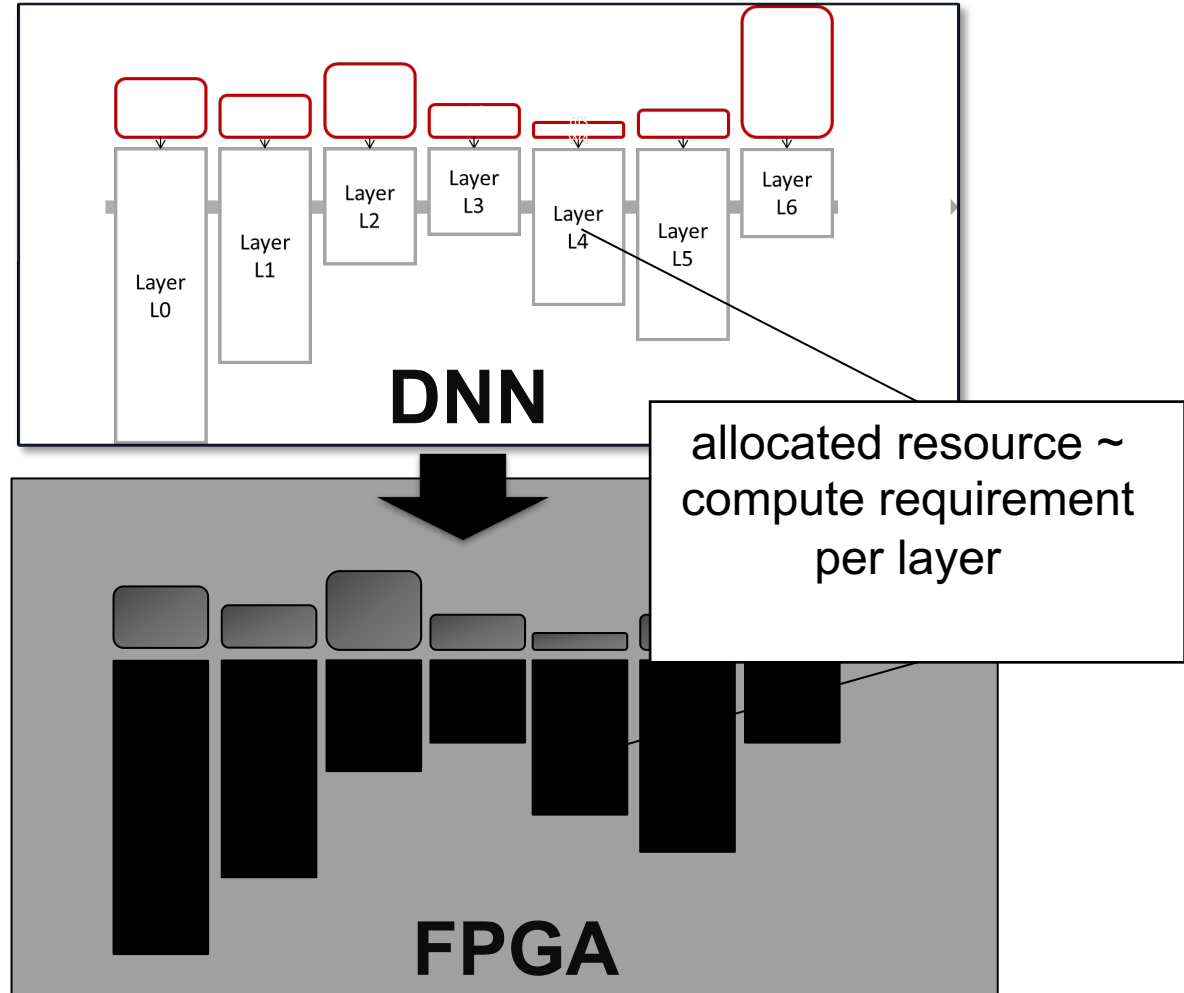 Layer
L0
Layer
L1
Layer
L2
Layer
L3
Layer
L4
Layer
L5
Layer
L6
DNN
allocated resource ~
compute requirement
per layer
FPGA